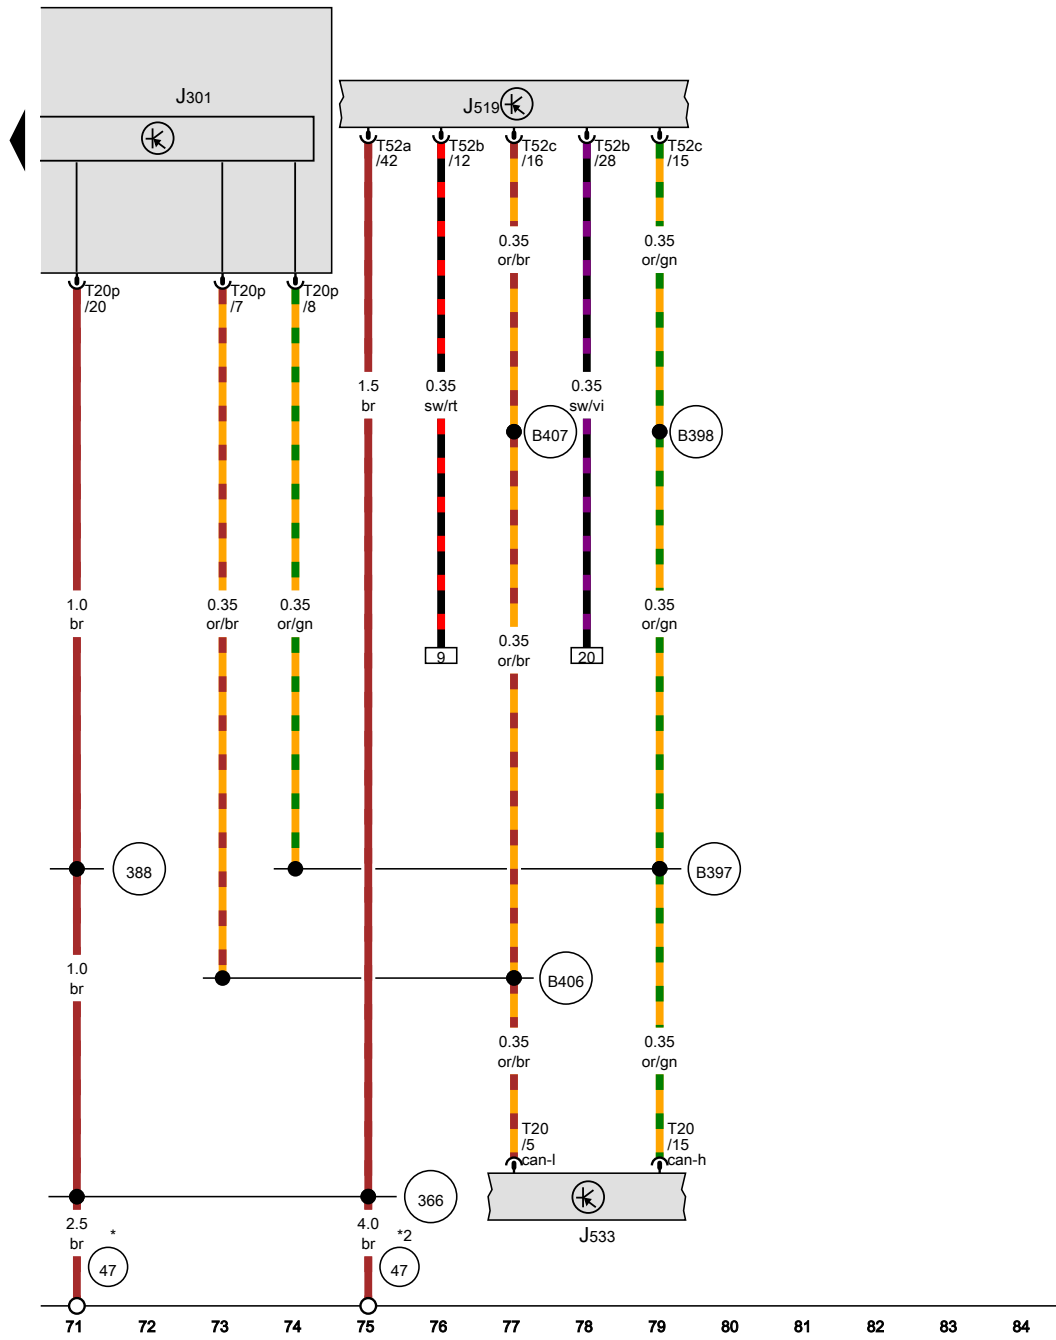 J301
J519
T52a
/42
T52b
/12
T52c
/16
T52b
/28
T52c
/15
0.35
or/br
0.35
or/gn
T20p
/20
T20p
/7
T20p
/8
1.5
br
0.35
sw/rt
0.35
sw/vi
B407
B398
1.0
br
0.35
or/br
0.35
or/gn
0.35
or/br
0.35
or/gn
9
20
388
B397
1.0
br
B406
0.35
or/br
0.35
or/gn
T20
/5
can-l
T20
/15
can-h
366
2.5
br
*
47
4.0
br
*2
47
J533
71 72 73 74 75 76 77 78 79 80 81 82 83 84